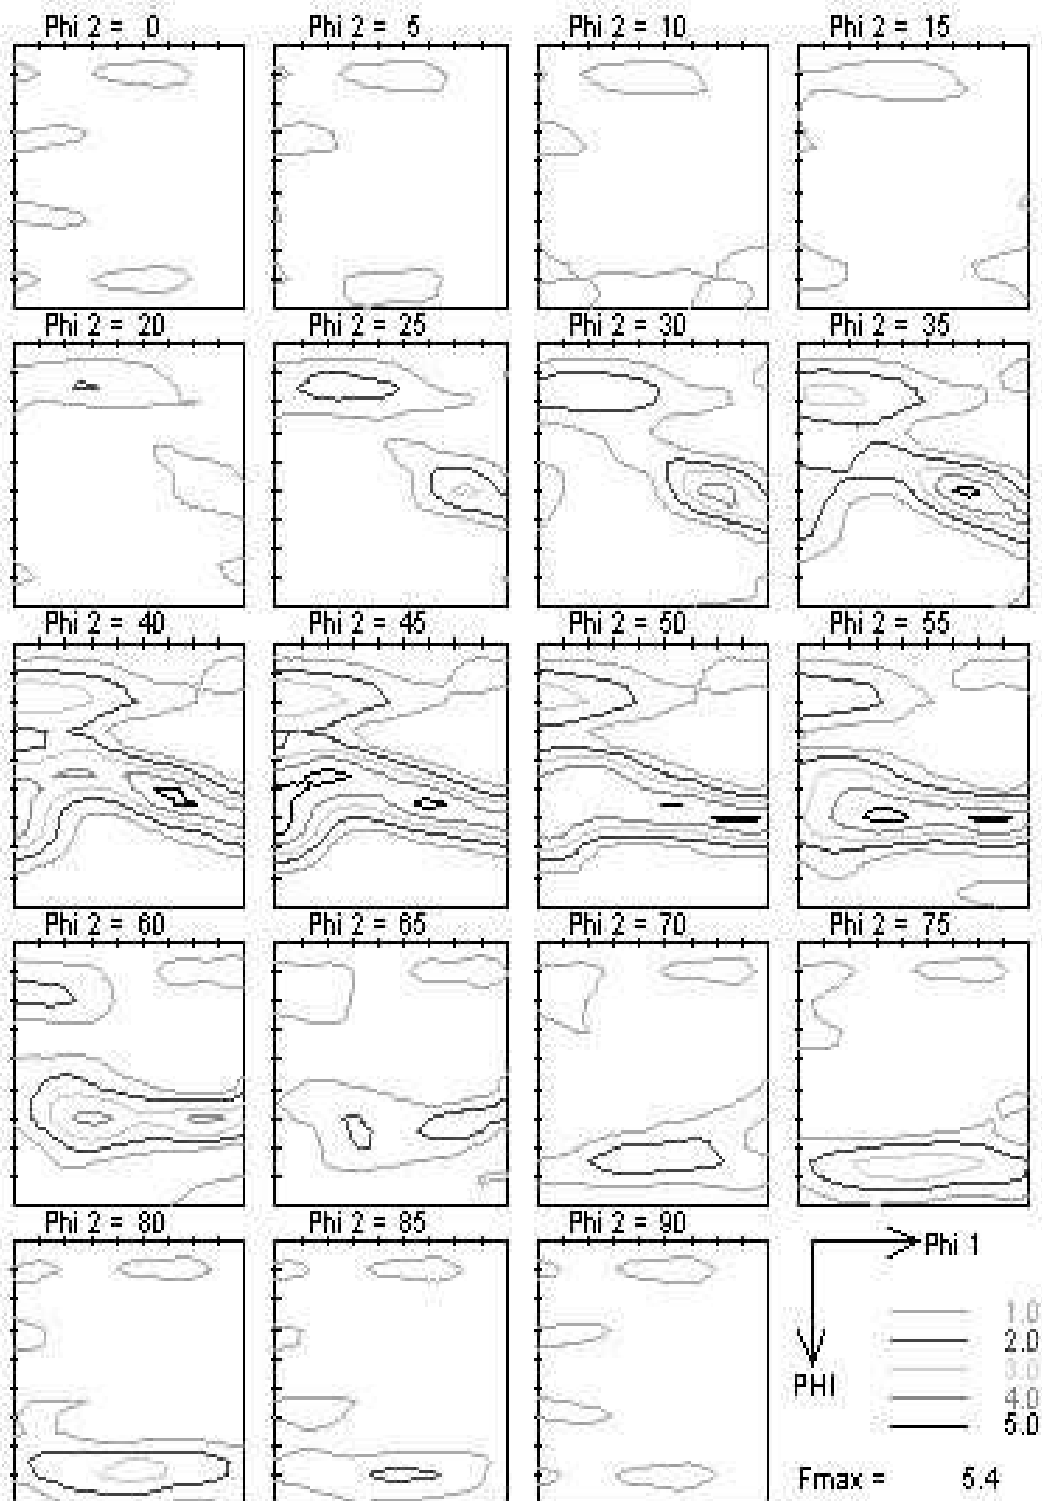 Phi 2 = 0 Phi 2 = 5 Phi 2 = 10 Phi 2 = 15
Phi 2 = 20 Phi 2 = 25 Phi 2 = 30 Phi 2 = 35
Phi 2 = 40 Phi 2 = 45 Phi 2 = 50 Phi 2 = 55
Phi 2 = 60 Phi 2 = 65 Phi 2 = 70 Phi 2 = 75
Phi 2 = 80 Phi 2 = 85 Phi 2 = 90
Phi 1
PHI
1.0
2.0
3.0
4.0
5.0
Fmax = 5.4